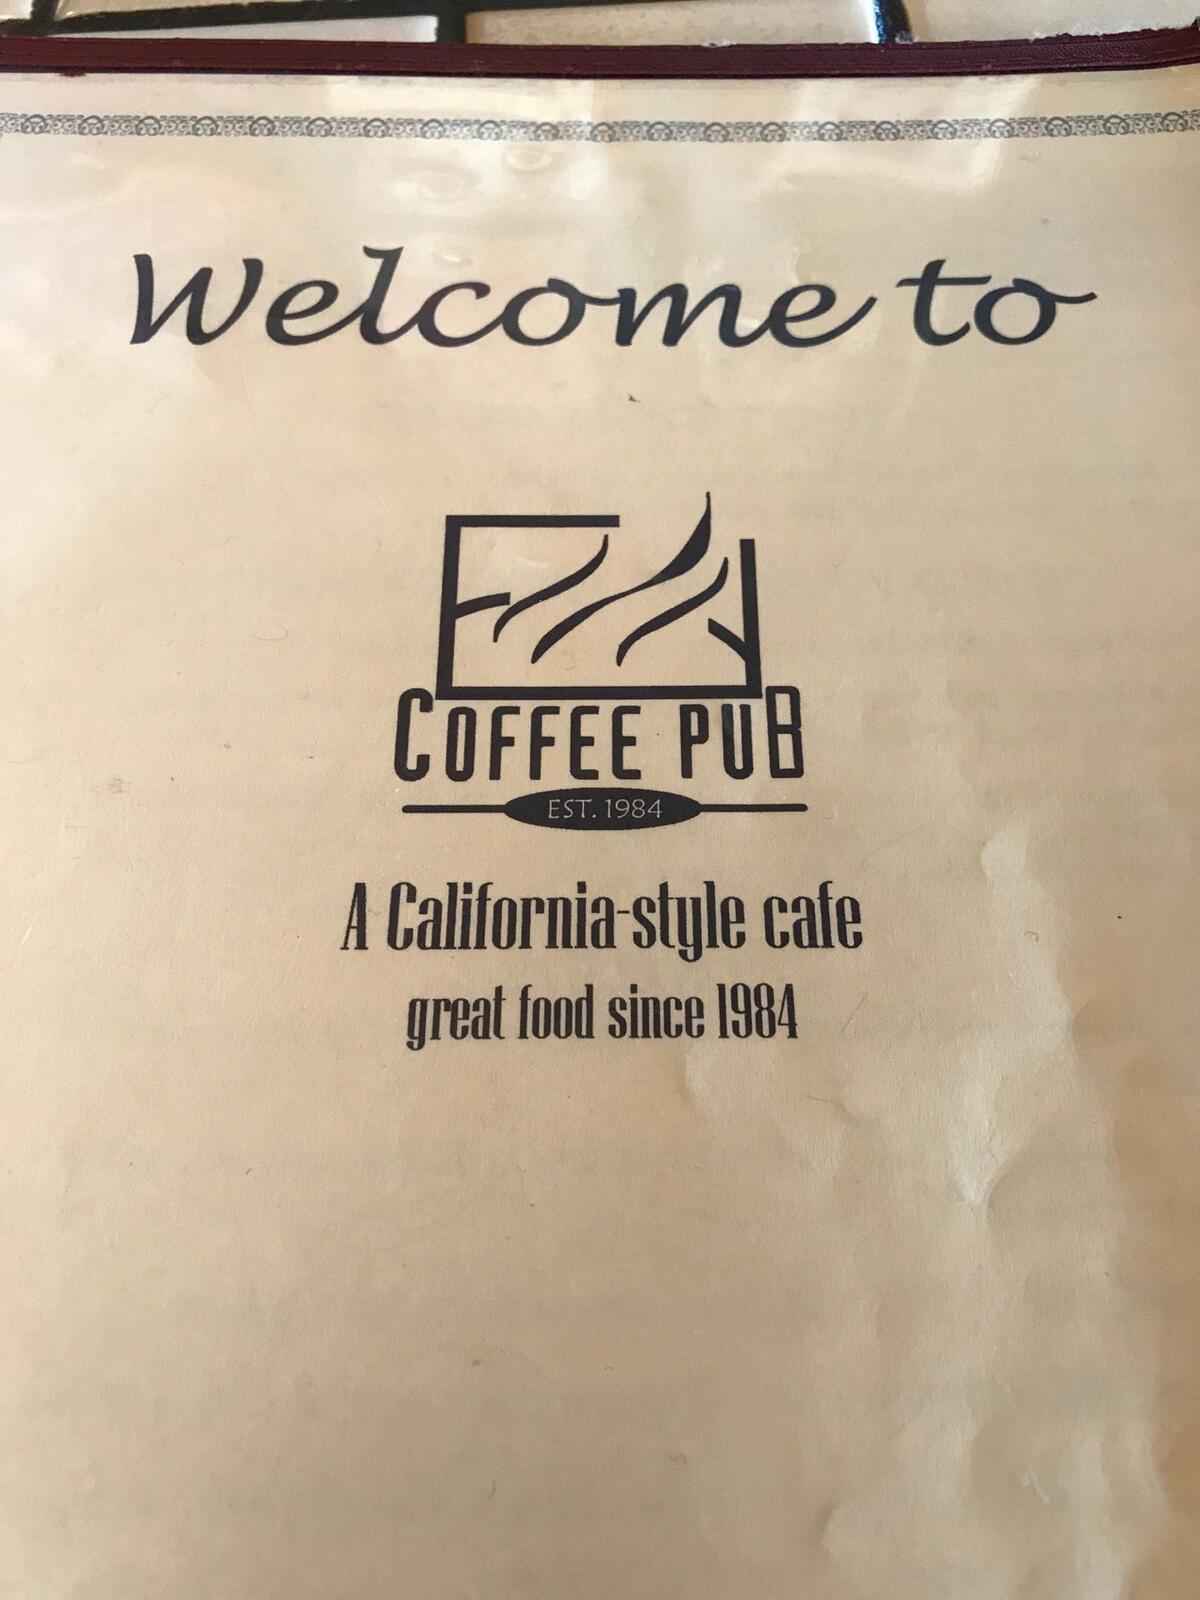 Welcome to
COFFEE PUB
EST. 1984
A California-style cafe
great food since 1984